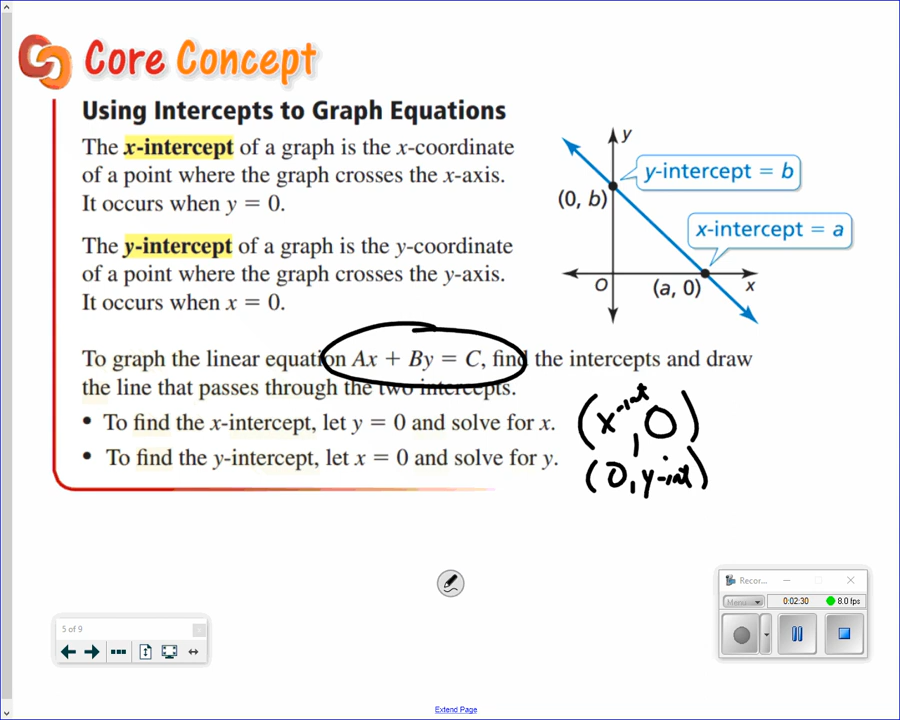 Core Concept
Using Intercepts to Graph Equations
The x-intercept of a graph is the x-coordinate
of a point where the graph crosses the x-axis.
It occurs when y = 0.
The y-intercept of a graph is the y-coordinate
of a point where the graph crosses the y-axis.
It occurs when x = 0.
y
y-intercept = b
(0, b)
x-intercept = a
O
(a, 0)
x
To graph the linear equation Ax + By = C, find the intercepts and draw
the line that passes through the two intercepts.
• To find the x-intercept, let y = 0 and solve for x.
• To find the y-intercept, let x = 0 and solve for y.
(x-int, 0)
(0, y-int)
5 of 9
Recor...
Menu
0:02:30
8.0 fps
Extend Page